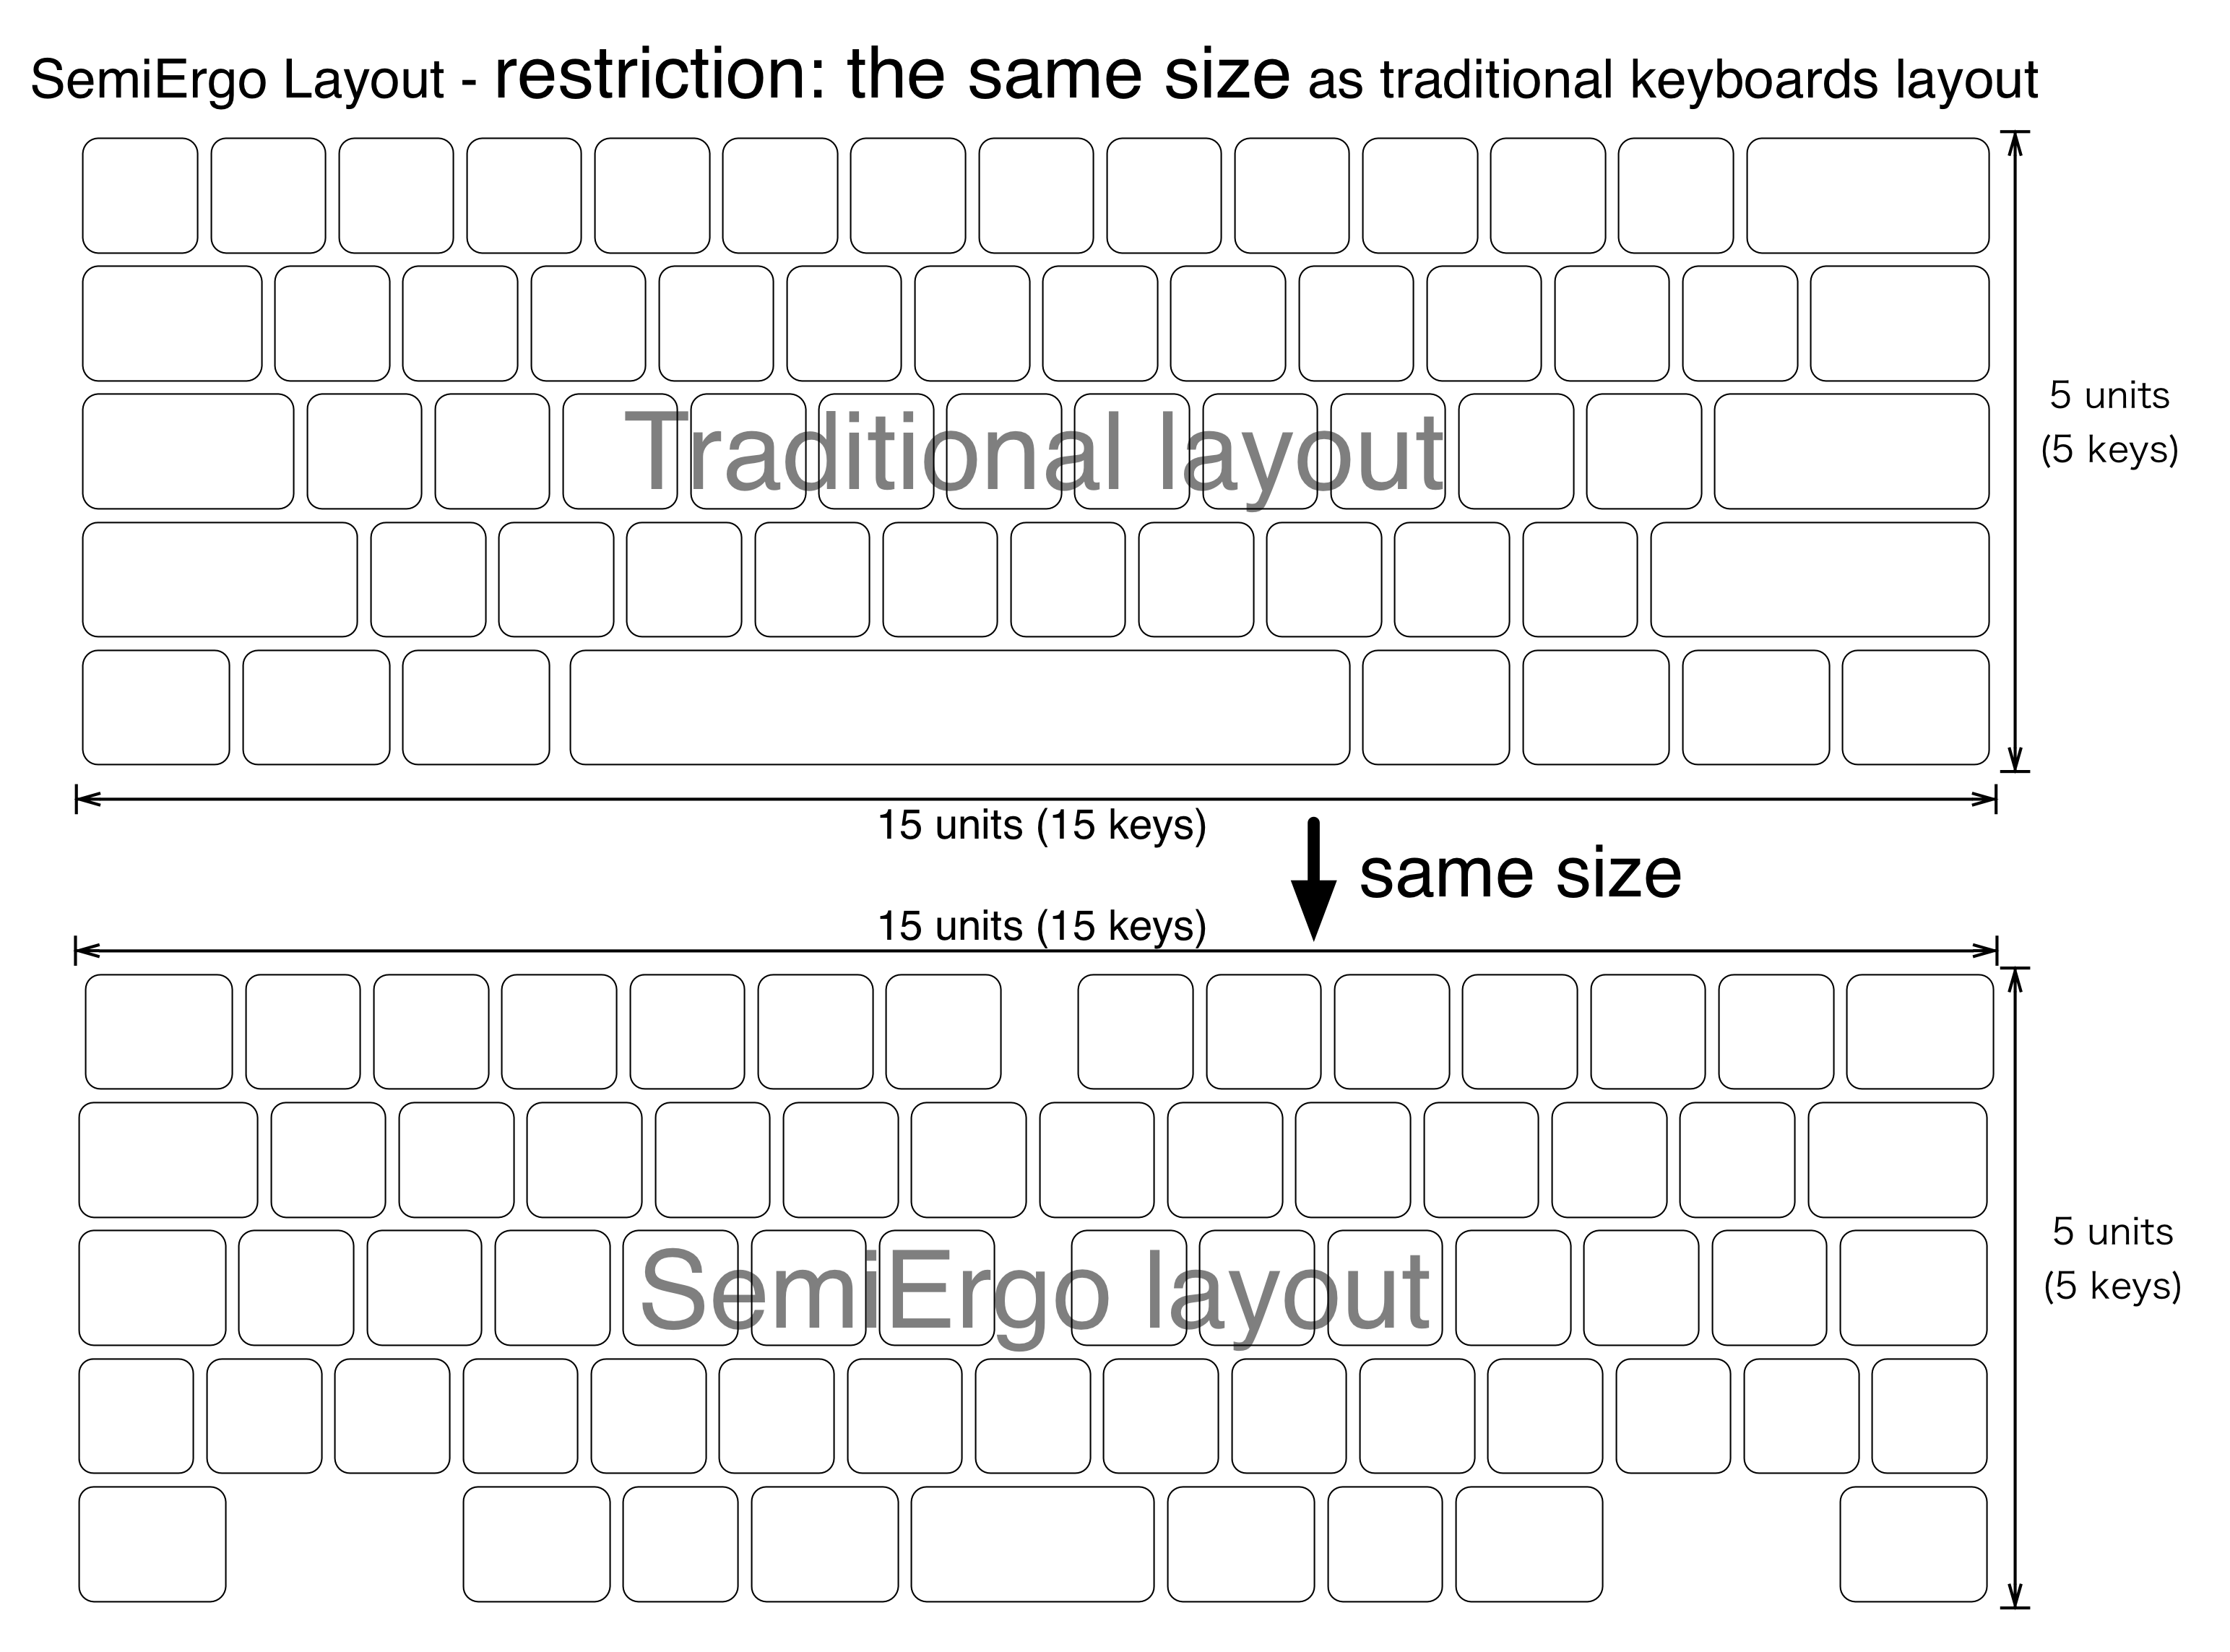 SemiErgo Layout - restriction: the same size as traditional keyboards layout
Traditional layout
5 units
(5 keys)
15 units (15 keys)
same size
15 units (15 keys)
SemiErgo layout
5 units
(5 keys)